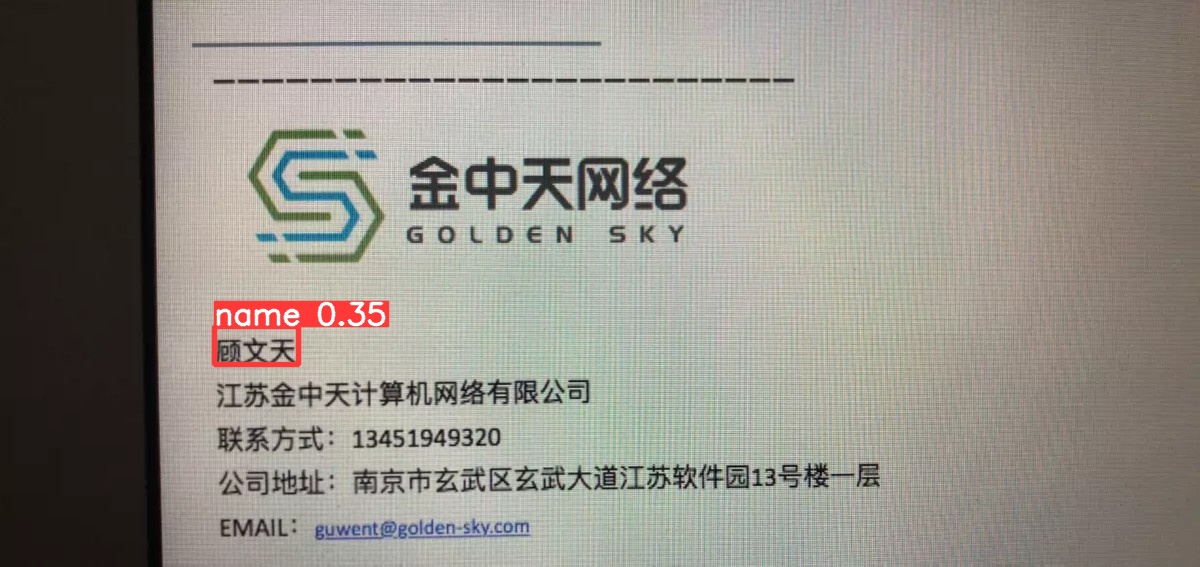 金中天网络
GOLDEN SKY
name 0.35
顾文天
江苏金中天计算机网络有限公司
联系方式：13451949320
公司地址：南京市玄武区玄武大道江苏软件园13号楼一层
EMAIL：guwent@golden-sky.com